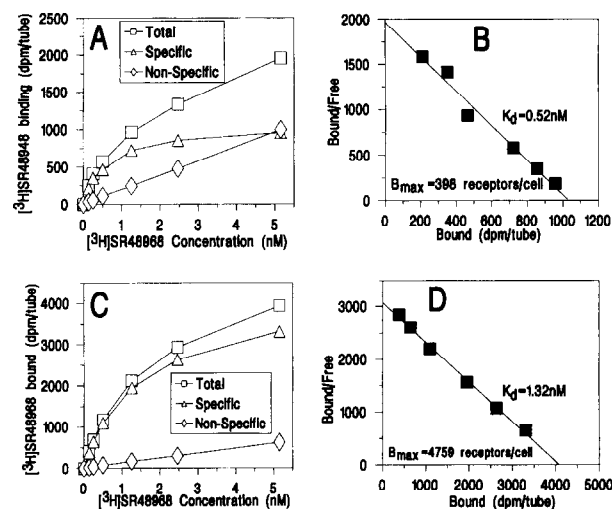 A
[3H]SR48948 binding (dpm/tube)
2500
2000
1500
1000
500
0
Total
Specific
Non-Specific
0 1 2 3 4 5 6
[3H]SR48968 Concentration (nM)
B
Bound/Free
2000
1500
1000
500
0
Kd=0.52nM
Bmax =398 receptors/cell
0 200 400 600 800 1000 1200
Bound (dpm/tube)
C
[3H]SR48968 bound (dpm/tube)
4000
3000
2000
1000
0
Total
Specific
Non-Specific
0 1 2 3 4 5
[3H]SR48968 Concentration (nM)
D
Bound/Free
3000
2000
1000
0
Kd=1.32nM
Bmax=4759 receptors/cell
0 1000 2000 3000 4000 5000
Bound (dpm/tube)